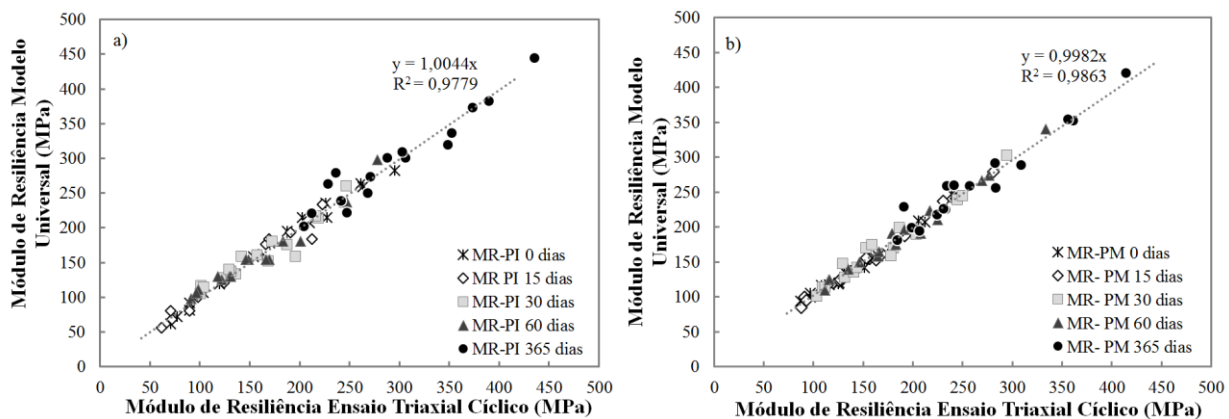 a)
Módulo de Resiliência Modelo
Universal (MPa)
500
450
400
350
300
250
200
150
100
50
0
y = 1,0044x
R² = 0,9779
MR-PI 0 dias
MR PI 15 dias
MR-PI 30 dias
MR-PI 60 dias
MR-PI 365 dias
0 50 100 150 200 250 300 350 400 450 500
Módulo de Resiliência Ensaio Triaxial Cíclico (MPa)
b)
Módulo de Resiliência Modelo
Universal (MPa)
500
450
400
350
300
250
200
150
100
50
0
y = 0,9982x
R² = 0,9863
MR-PM 0 dias
MR- PM 15 dias
MR- PM 30 dias
MR- PM 60 dias
MR- PM 365 dias
0 50 100 150 200 250 300 350 400 450 500
Módulo de Resiliência Ensaio Triaxial Cíclico (MPa)